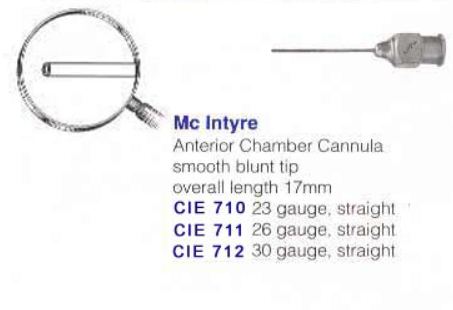 Mc Intyre
Anterior Chamber Cannula
smooth blunt tip
overall length 17mm
CIE 710 23 gauge, straight
CIE 711 26 gauge, straight
CIE 712 30 gauge, straight